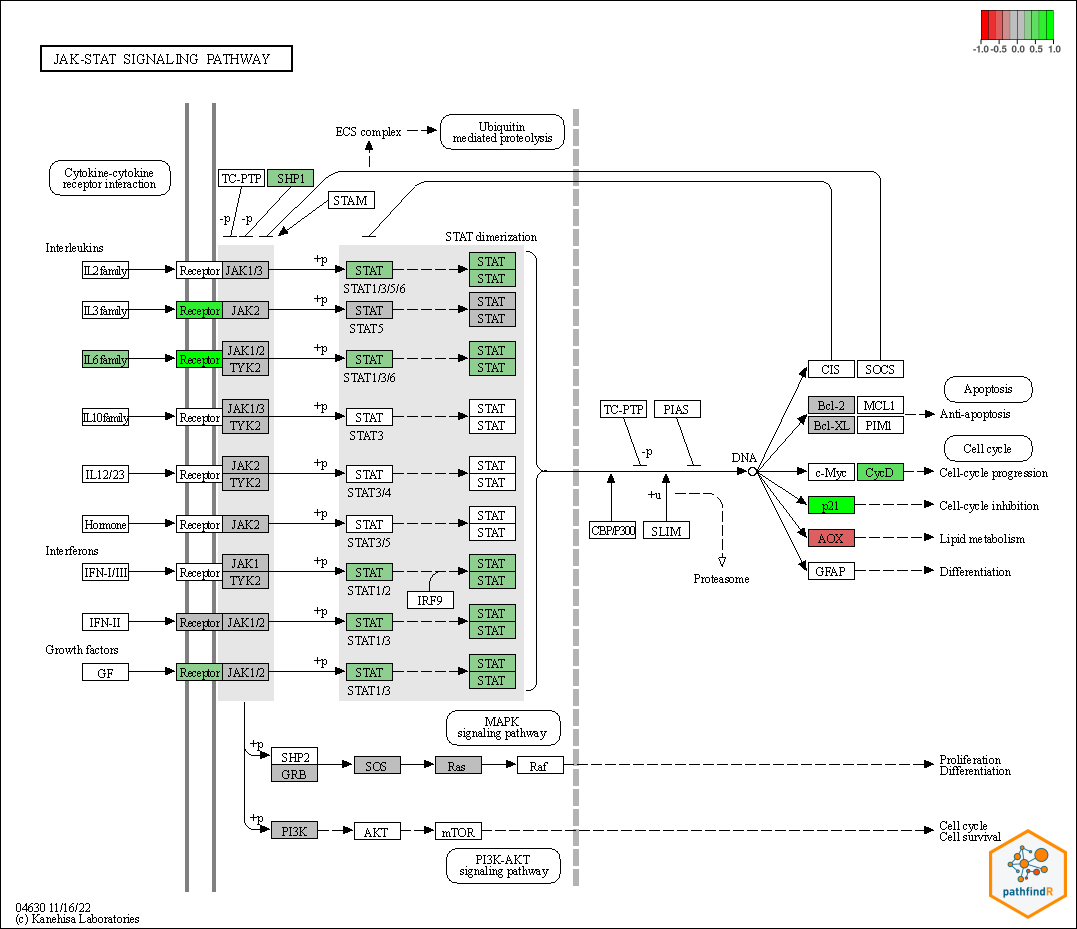 -1.0 -0.5 0.0 0.5 1.0
JAK-STAT SIGNALING PATHWAY
ECS complex
Ubiquitin
mediated proteolysis
Cytokine-cytokine
receptor interaction
TC-PTP
SHP1
STAM
-p
-p
STAT dimerization
Interleukins
IL2 family
Receptor
JAK1/3
+p
STAT
STAT1/3/5/6
STAT
STAT
IL3 family
Receptor
JAK2
+p
STAT
STAT5
STAT
STAT
IL6 family
Receptor
JAK1/2
TYK2
+p
STAT
STAT1/3/6
STAT
STAT
IL10 family
Receptor
JAK1/3
TYK2
+p
STAT
STAT3
STAT
STAT
IL12/23
Receptor
JAK2
TYK2
+p
STAT
STAT3/4
STAT
STAT
Hormone
Receptor
JAK2
+p
STAT
STAT3/5
STAT
STAT
Interferons
IFN-I/III
Receptor
JAK1
TYK2
+p
STAT
STAT1/2
IRF9
STAT
STAT
IFN-II
Receptor
JAK1/2
+p
STAT
STAT1/3
STAT
STAT
Growth factors
GF
Receptor
JAK1/2
+p
STAT
STAT1/3
STAT
STAT
TC-PTP
PIAS
-p
+u
CBP/P300
SLIM
Proteasome
DNA
CIS
SOCS
Bcl-2
MCL1
Bcl-XL
PIM1
c-Myc
CycD
p21
AOX
GFAP
Apoptosis
Anti-apoptosis
Cell cycle
Cell-cycle progression
Cell-cycle inhibition
Lipid metabolism
Differentiation
MAPK
signaling pathway
+p
SHP2
GRB
SOS
Ras
Raf
Proliferation
Differentiation
+p
PI3K
AKT
mTOR
Cell cycle
Cell survival
PI3K-AKT
signaling pathway
pathfindR
04630 11/16/22
(c) Kanehisa Laboratories